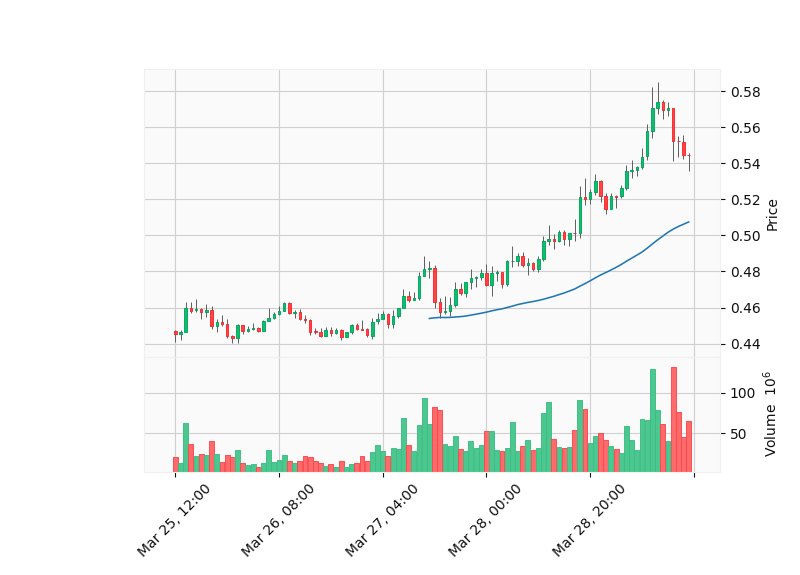 0.58
0.56
0.54
0.52
0.50
0.48
0.46
0.44
Price
100
50
Volume 10^6
Mar 25, 12:00
Mar 26, 08:00
Mar 27, 04:00
Mar 28, 00:00
Mar 28, 20:00